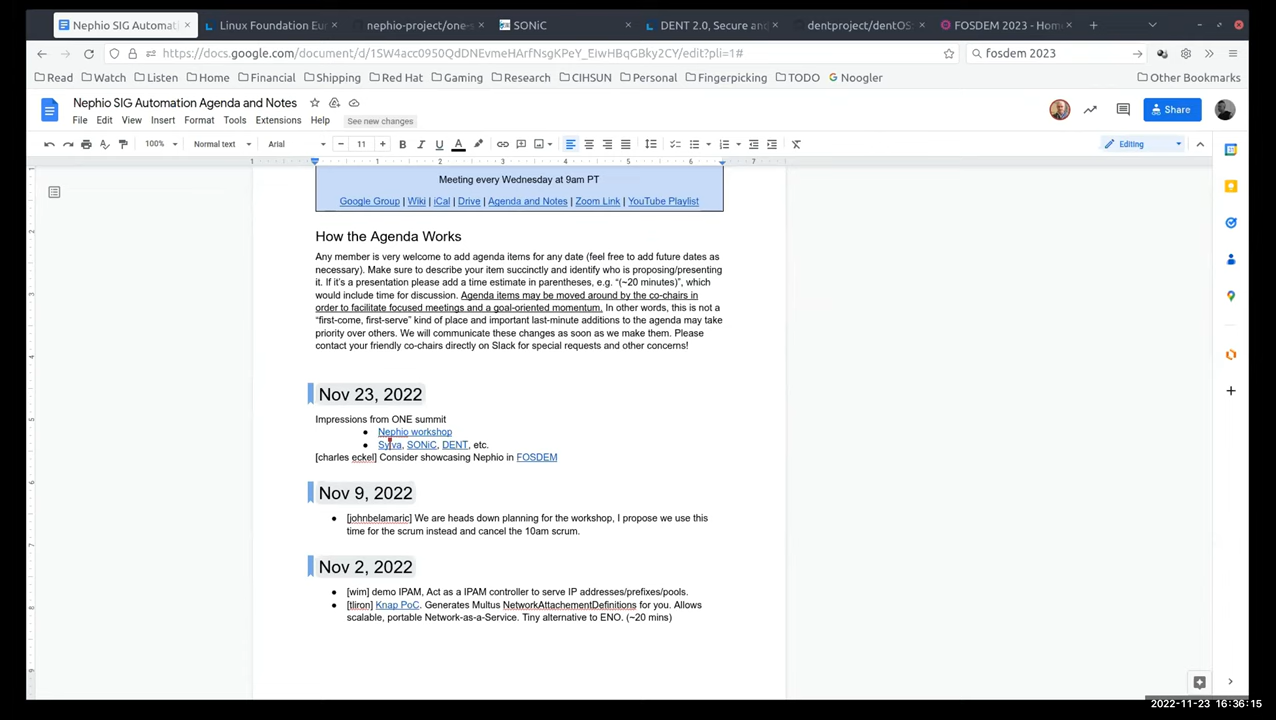 Nephio SIG Automat
Linux Foundation Eur
nephio-project/one-s
SONiC
DENT 2.0, Secure and
dentproject/dentOS
FOSDEM 2023 - Hom
https://docs.google.com/document/d/1SW4acc0950QdDNEvmeHArfNsgKPeY_EiwHBqGBky2CY/edit?pli=1#
fosdem 2023
Read Watch Listen Home Financial Shipping Red Hat Gaming Research CIHSUN Personal Fingerpicking TODO Noogler Other Bookmarks
Nephio SIG Automation Agenda and Notes
File Edit View Insert Format Tools Extensions Help See new changes
Share
100% Normal text Arial 11 Editing
1 1 2 3 4 5 6 7
Meeting every Wednesday at 9am PT
Google Group | Wiki | iCal | Drive | Agenda and Notes | Zoom Link | YouTube Playlist
How the Agenda Works
Any member is very welcome to add agenda items for any date (feel free to add future dates as
necessary). Make sure to describe your item succinctly and identify who is proposing/presenting
it. If it's a presentation please add a time estimate in parentheses, e.g. “(~20 minutes)”, which
would include time for discussion. Agenda items may be moved around by the co-chairs in
order to facilitate focused meetings and a goal-oriented momentum. In other words, this is not a
“first-come, first-serve” kind of place and important last-minute additions to the agenda may take
priority over others. We will communicate these changes as soon as we make them. Please
contact your friendly co-chairs directly on Slack for special requests and other concerns!
Nov 23, 2022
Impressions from ONE summit
● Nephio workshop
● Sylva, SONiC, DENT, etc.
[charles eckel] Consider showcasing Nephio in FOSDEM
Nov 9, 2022
● [johnbelamaric] We are heads down planning for the workshop, I propose we use this
time for the scrum instead and cancel the 10am scrum.
Nov 2, 2022
● [wim] demo IPAM, Act as a IPAM controller to serve IP addresses/prefixes/pools.
● [tliron] Knap PoC. Generates Multus NetworkAttachementDefinitions for you. Allows
scalable, portable Network-as-a-Service. Tiny alternative to ENO. (~20 mins)
2022-11-23 16:36:15